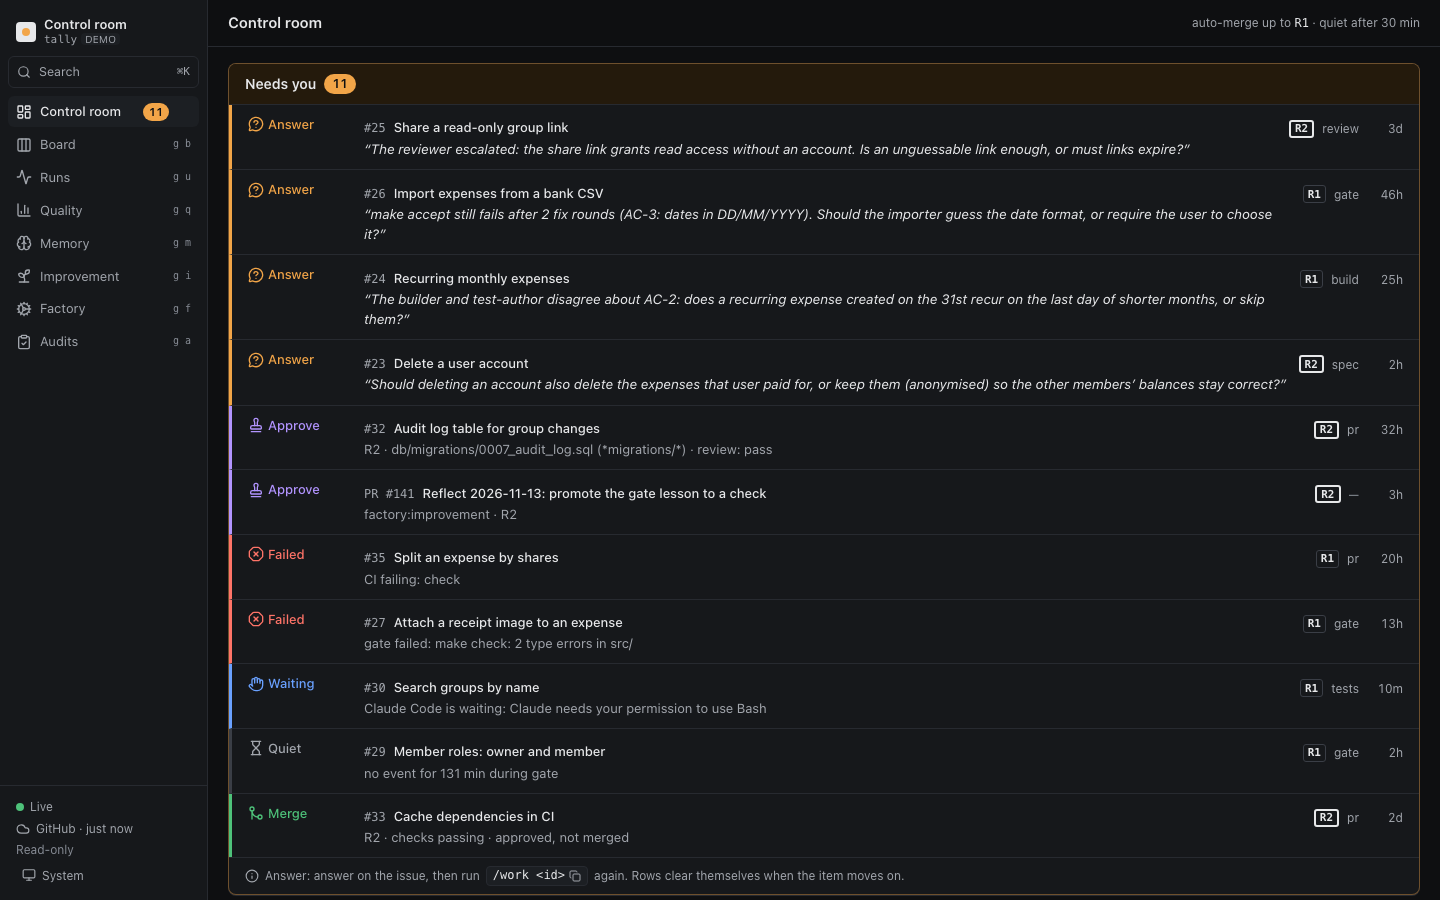 Control room
tally DEMO
Search ⌘K
Control room 11
Board g b
Runs g u
Quality g q
Memory g m
Improvement g i
Factory g f
Audits g a
Live
GitHub · just now
Read-only
System
Control room
auto-merge up to R1 · quiet after 30 min
Needs you 11
Answer #25 Share a read-only group link R2 review 3d
“The reviewer escalated: the share link grants read access without an account. Is an unguessable link enough, or must links expire?”
Answer #26 Import expenses from a bank CSV R1 gate 46h
“make accept still fails after 2 fix rounds (AC-3: dates in DD/MM/YYYY). Should the importer guess the date format, or require the user to choose
it?”
Answer #24 Recurring monthly expenses R1 build 25h
“The builder and test-author disagree about AC-2: does a recurring expense created on the 31st recur on the last day of shorter months, or skip
them?”
Answer #23 Delete a user account R2 spec 2h
“Should deleting an account also delete the expenses that user paid for, or keep them (anonymised) so the other members’ balances stay correct?”
Approve #32 Audit log table for group changes R2 pr 32h
R2 · db/migrations/0007_audit_log.sql (*migrations/*) · review: pass
Approve PR #141 Reflect 2026-11-13: promote the gate lesson to a check R2 — 3h
factory:improvement · R2
Failed #35 Split an expense by shares R1 pr 20h
CI failing: check
Failed #27 Attach a receipt image to an expense R1 gate 13h
gate failed: make check: 2 type errors in src/
Waiting #30 Search groups by name R1 tests 10m
Claude Code is waiting: Claude needs your permission to use Bash
Quiet #29 Member roles: owner and member R1 gate 2h
no event for 131 min during gate
Merge #33 Cache dependencies in CI R2 pr 2d
R2 · checks passing · approved, not merged
Answer: answer on the issue, then run /work <id> again. Rows clear themselves when the item moves on.